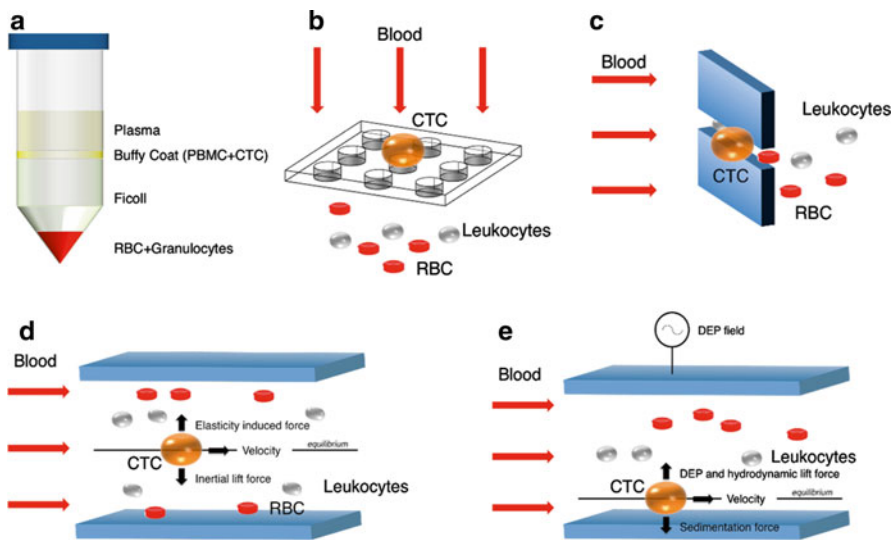 a
Plasma
Buffy Coat (PBMC+CTC)
Ficoll
RBC+Granulocytes
b
Blood
CTC
Leukocytes
RBC
c
Blood
Leukocytes
CTC
RBC
d
Blood
Elasticity induced force
equilibrium
Velocity
CTC
Inertial lift force
Leukocytes
RBC
e
DEP field
Blood
Leukocytes
DEP and hydrodynamic lift force
CTC
equilibrium
Velocity
Sedimentation force